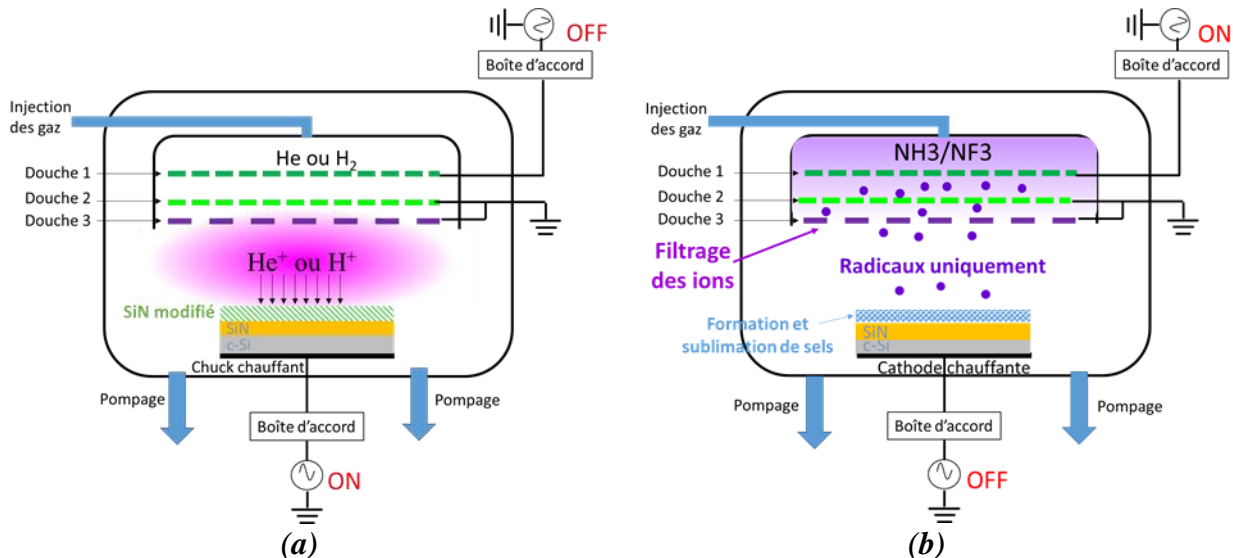 OFF
Boîte d'accord
Injection
des gaz
He ou H2
Douche 1
Douche 2
Douche 3
He+ ou H+
SiN modifié
SiN
c-Si
Chuck chauffant
Pompage
Pompage
Boîte d'accord
ON
(a)
ON
Boîte d'accord
Injection
des gaz
NH3/NF3
Douche 1
Douche 2
Douche 3
Filtrage
des ions
Radicaux uniquement
Formation et
sublimation de sels
SiN
c-Si
Cathode chauffante
Pompage
Pompage
Boîte d'accord
OFF
(b)